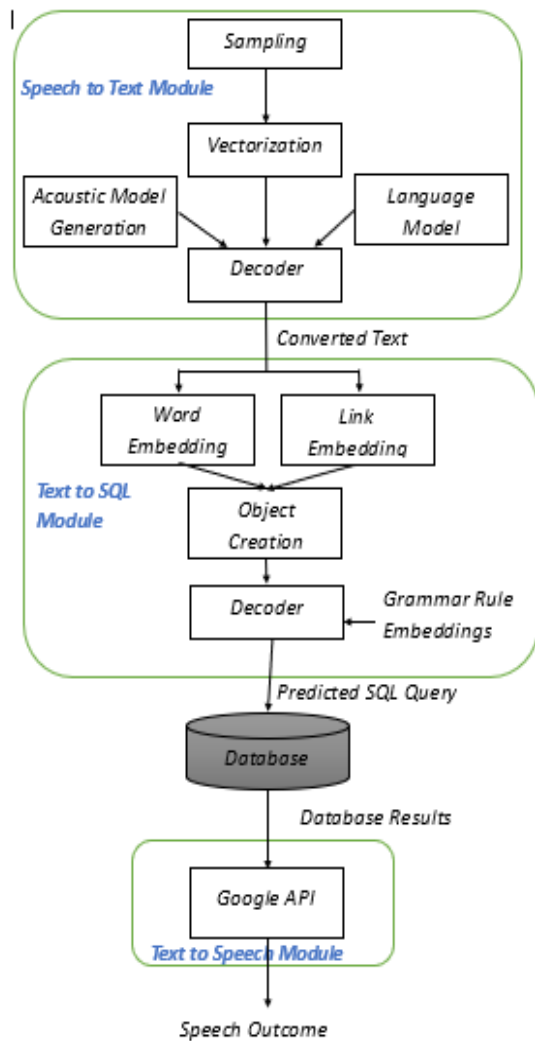 |
Sampling
Speech to Text Module
Vectorization
Acoustic Model
Generation
Language
Model
Decoder
Converted Text
Word
Embedding
Link
Embedding
Text to SQL
Module
Object
Creation
Decoder
Grammar Rule
Embeddings
Predicted SQL Query
Database
Database Results
Google API
Text to Speech Module
Speech Outcome